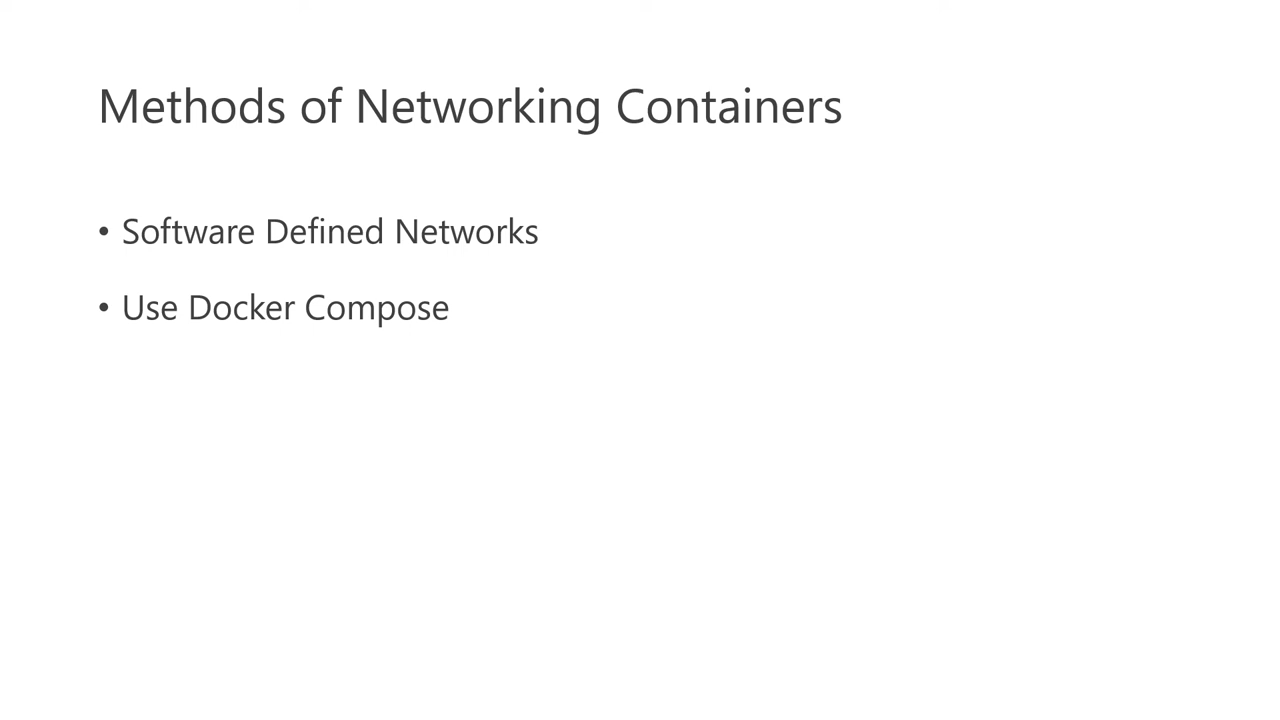 Methods of Networking Containers
• Software Defined Networks
• Use Docker Compose